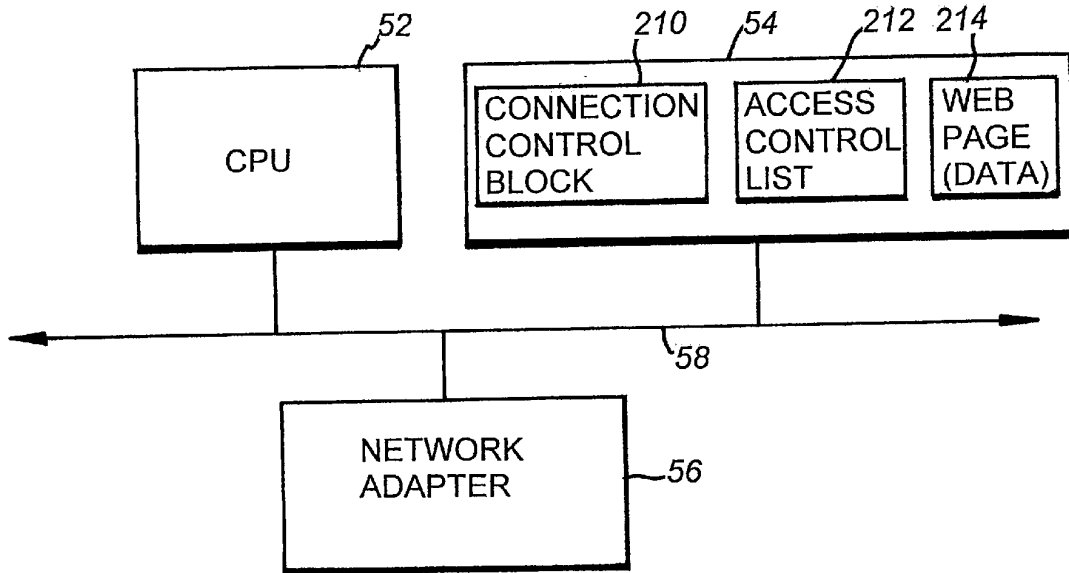 52
210
54
212
214
CPU
CONNECTION
CONTROL
BLOCK
ACCESS
CONTROL
LIST
WEB
PAGE
(DATA)
58
NETWORK
ADAPTER
56